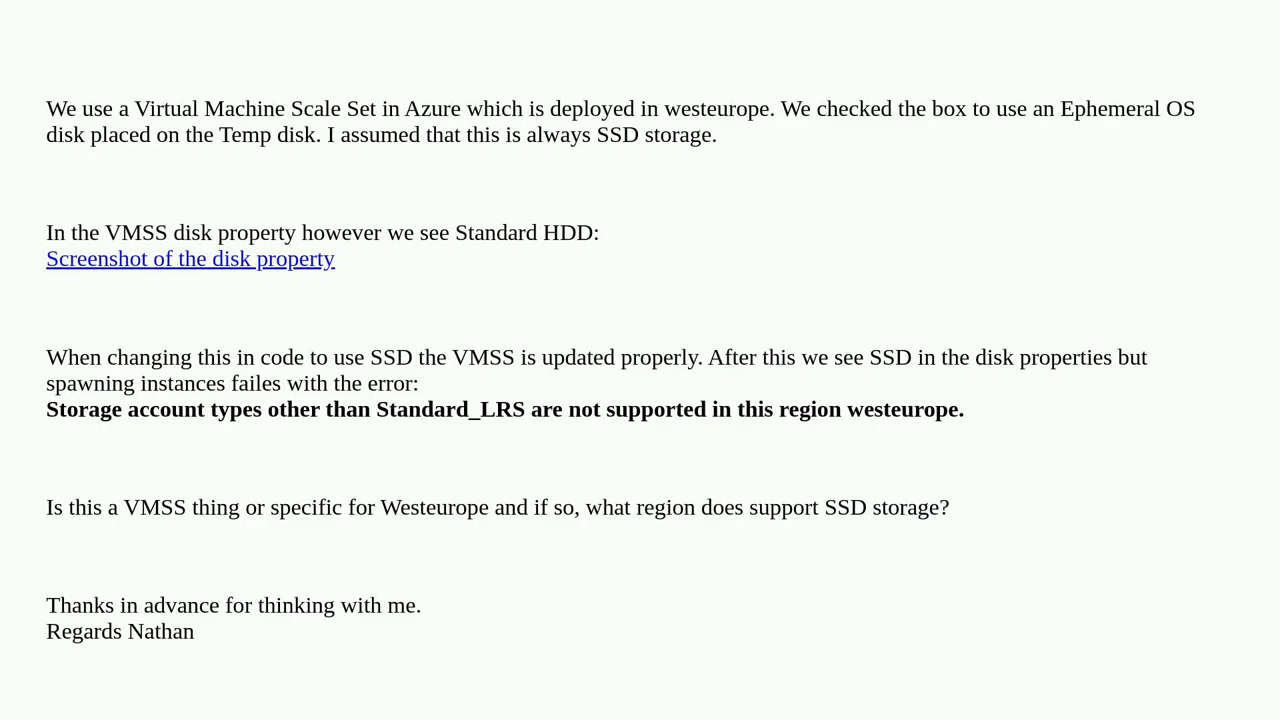 We use a Virtual Machine Scale Set in Azure which is deployed in westeurope. We checked the box to use an Ephemeral OS
disk placed on the Temp disk. I assumed that this is always SSD storage.
In the VMSS disk property however we see Standard HDD:
Screenshot of the disk property
When changing this in code to use SSD the VMSS is updated properly. After this we see SSD in the disk properties but
spawning instances failes with the error:
Storage account types other than Standard_LRS are not supported in this region westeurope.
Is this a VMSS thing or specific for Westeurope and if so, what region does support SSD storage?
Thanks in advance for thinking with me.
Regards Nathan